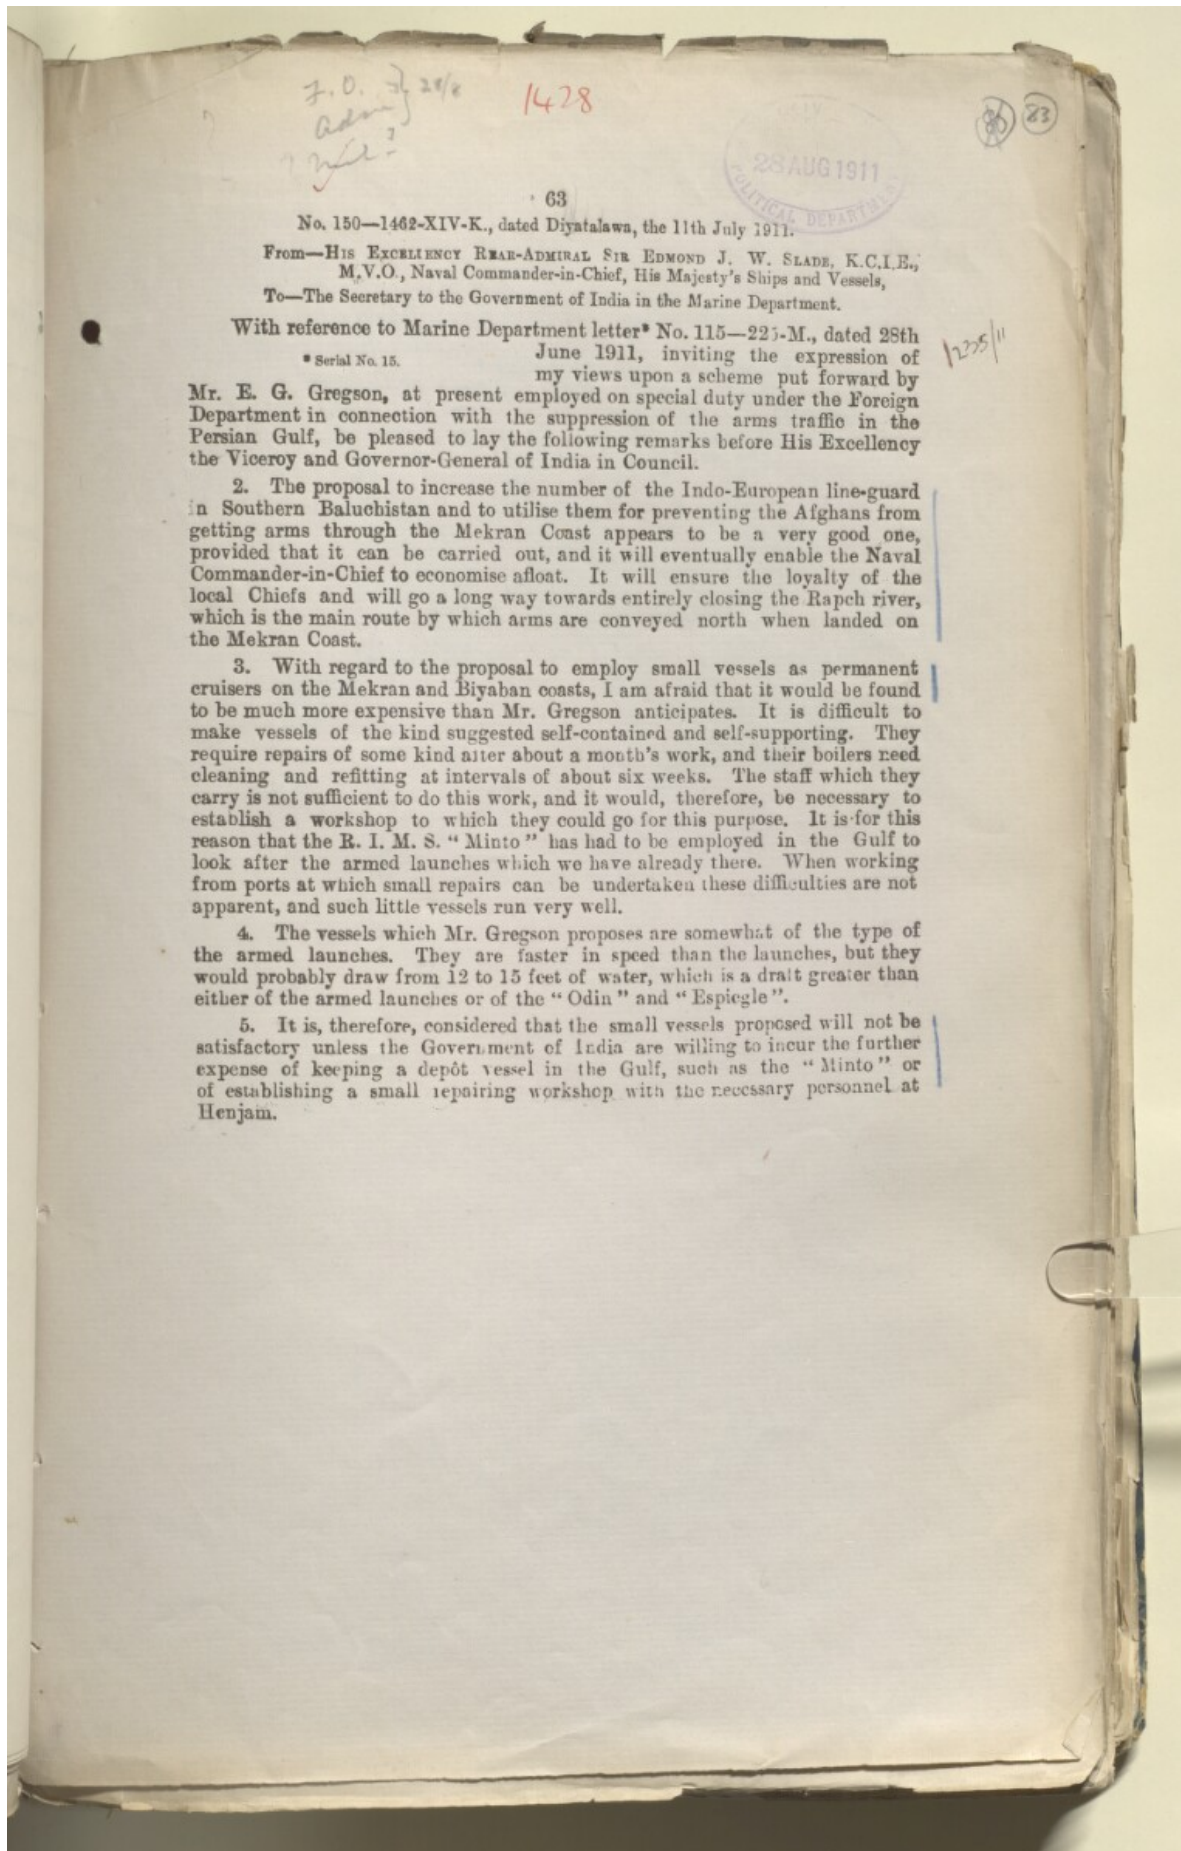 F. O. } 28/8
1428
83
28 AUG 1911
POLITICAL DEPARTMENT
63
No. 150—1462-XIV-K., dated Diyatalawa, the 11th July 1911.
From—His Excellency Rear-Admiral Sir Edmond J. W. Slade, K.C.I.E.,
M.V.O., Naval Commander-in-Chief, His Majesty's Ships and Vessels,
To—The Secretary to the Government of India in the Marine Department.
With reference to Marine Department letter* No. 115—225-M., dated 28th
* Serial No. 15.
June 1911, inviting the expression of
my views upon a scheme put forward by
Mr. E. G. Gregson, at present employed on special duty under the Foreign
Department in connection with the suppression of the arms traffic in the
Persian Gulf, be pleased to lay the following remarks before His Excellency
the Viceroy and Governor-General of India in Council.
2. The proposal to increase the number of the Indo-European line-guard
in Southern Baluchistan and to utilise them for preventing the Afghans from
getting arms through the Mekran Coast appears to be a very good one,
provided that it can be carried out, and it will eventually enable the Naval
Commander-in-Chief to economise afloat. It will ensure the loyalty of the
local Chiefs and will go a long way towards entirely closing the Rapch river,
which is the main route by which arms are conveyed north when landed on
the Mekran Coast.
3. With regard to the proposal to employ small vessels as permanent
cruisers on the Mekran and Biyaban coasts, I am afraid that it would be found
to be much more expensive than Mr. Gregson anticipates. It is difficult to
make vessels of the kind suggested self-contained and self-supporting. They
require repairs of some kind after about a month's work, and their boilers need
cleaning and refitting at intervals of about six weeks. The staff which they
carry is not sufficient to do this work, and it would, therefore, be necessary to
establish a workshop to which they could go for this purpose. It is for this
reason that the R. I. M. S. "Minto" has had to be employed in the Gulf to
look after the armed launches which we have already there. When working
from ports at which small repairs can be undertaken these difficulties are not
apparent, and such little vessels run very well.
4. The vessels which Mr. Gregson proposes are somewhat of the type of
the armed launches. They are faster in speed than the launches, but they
would probably draw from 12 to 15 feet of water, which is a draft greater than
either of the armed launches or of the "Odin" and "Espiegle".
5. It is, therefore, considered that the small vessels proposed will not be
satisfactory unless the Government of India are willing to incur the further
expense of keeping a depôt vessel in the Gulf, such as the "Minto" or
of establishing a small repairing workshop with the necessary personnel at
Henjam.